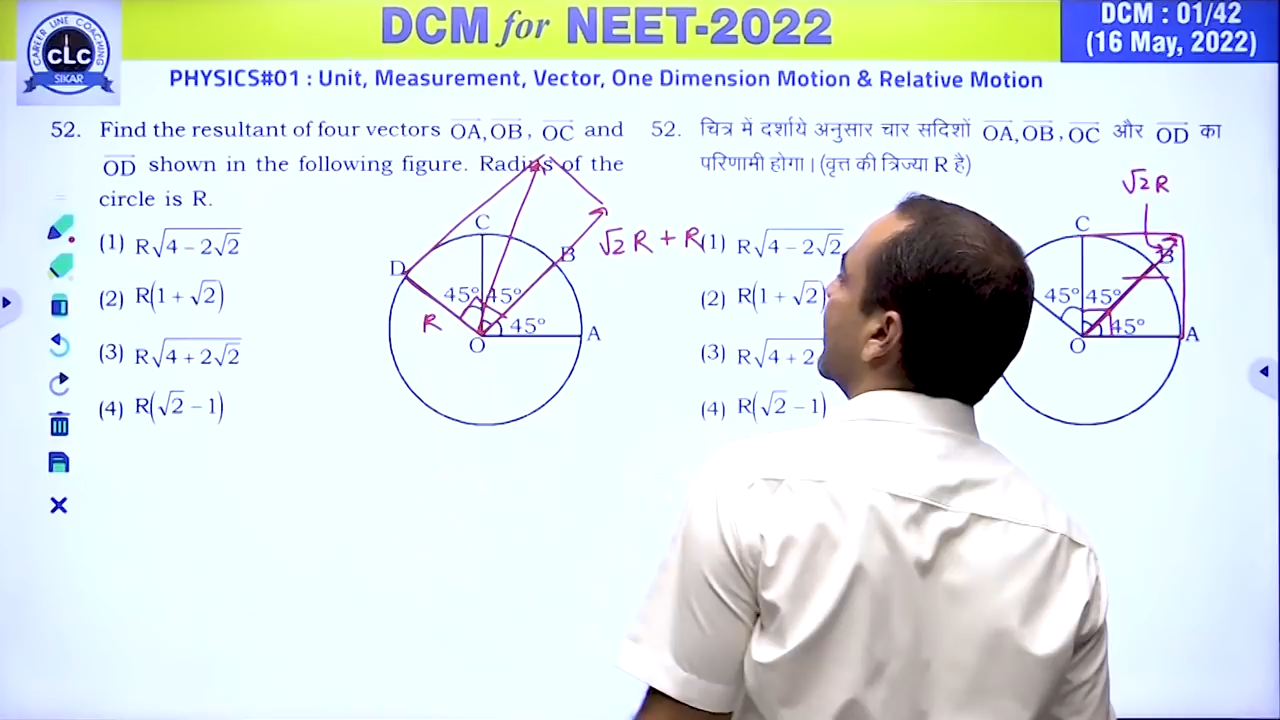 DCM for NEET-2022
DCM : 01/42
(16 May, 2022)
CAREER LINE COACHING
CLC
SIKAR
PHYSICS#01 : Unit, Measurement, Vector, One Dimension Motion & Relative Motion
52. Find the resultant of four vectors OA, OB, OC and
OD shown in the following figure. Radius of the
circle is R.
(1) R√(4 – 2√2)
(2) R(1 + √2)
(3) R√(4 + 2√2)
(4) R(√2 – 1)
C
D
B
45° 45°
45°
A
O
R
√2 R + R
52. चित्र में दर्शाये अनुसार चार सदिशों OA, OB, OC और OD का
परिणामी होगा। (वृत्त की त्रिज्या R है)
(1) R√(4 – 2√2)
(2) R(1 + √2)
(3) R√(4 + 2
(4) R(√2 – 1)
√2 R
C
B
45° 45°
45°
A
O